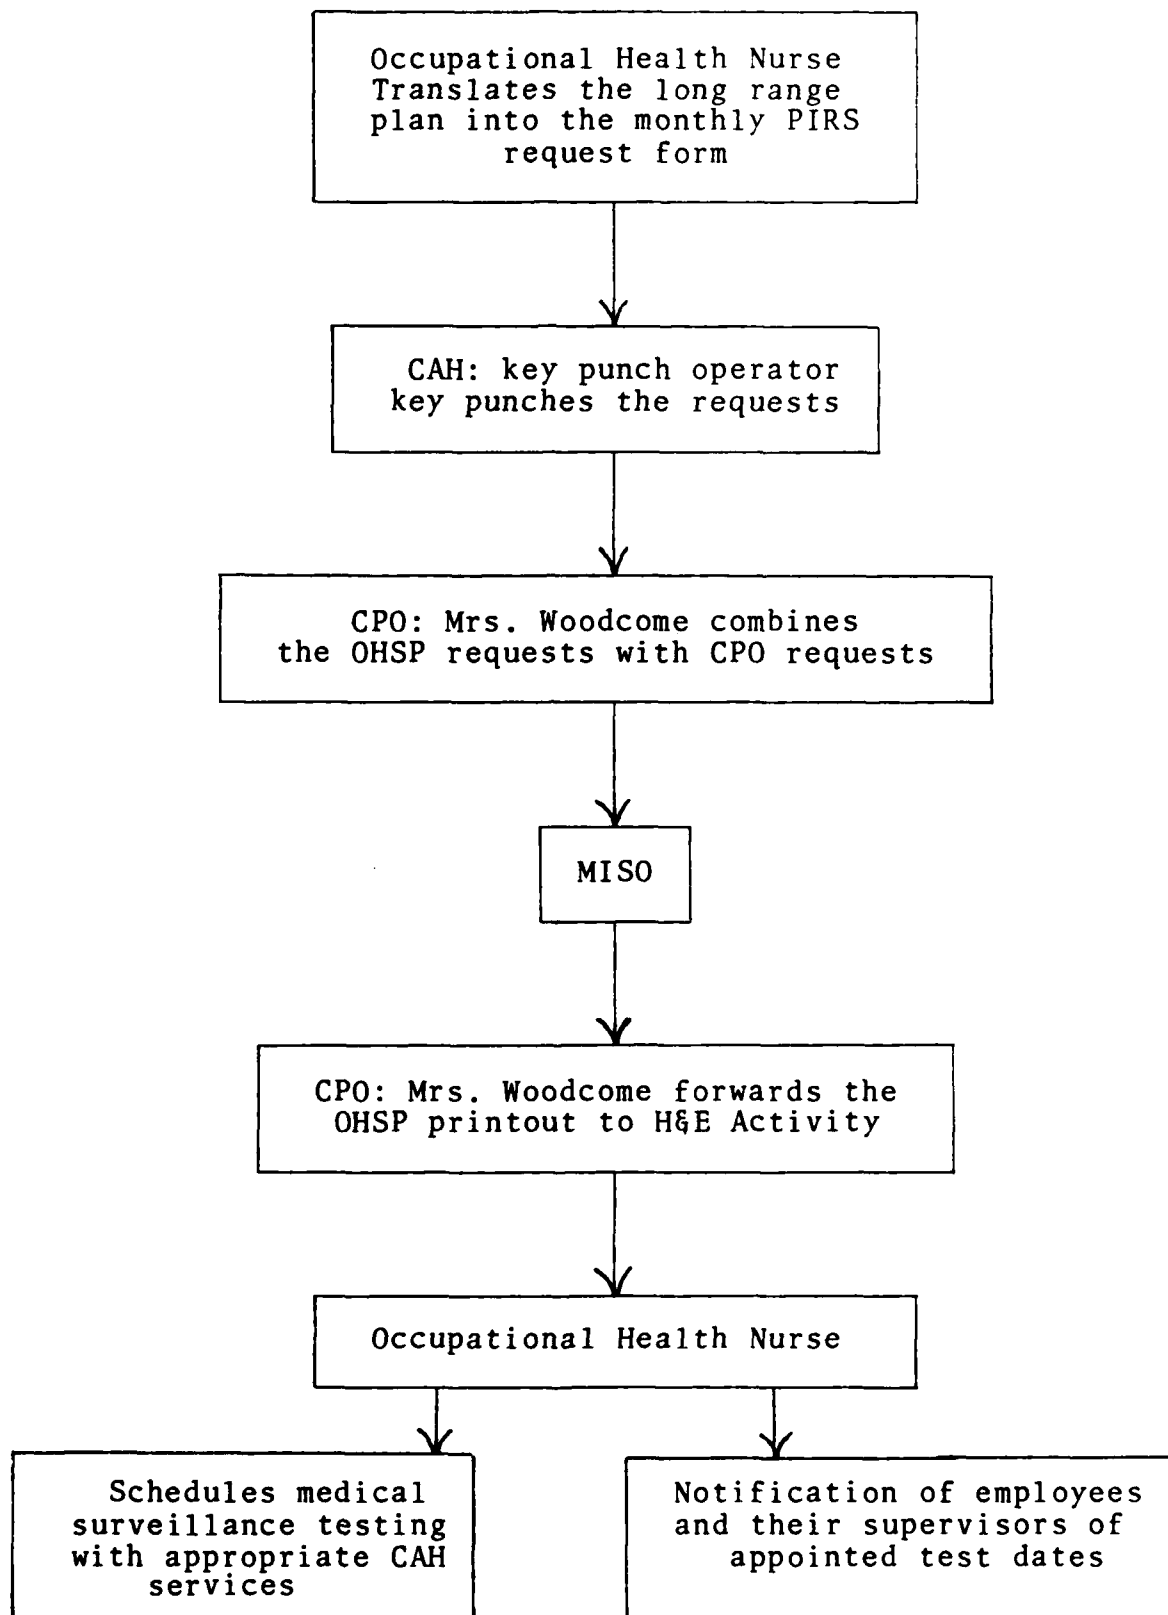 Occupational Health Nurse
Translates the long range
plan into the monthly PIRS
request form
CAH: key punch operator
key punches the requests
CPO: Mrs. Woodcome combines
the OHSP requests with CPO requests
MISO
CPO: Mrs. Woodcome forwards the
OHSP printout to H&E Activity
Occupational Health Nurse
Schedules medical
surveillance testing
with appropriate CAH
services
Notification of employees
and their supervisors of
appointed test dates